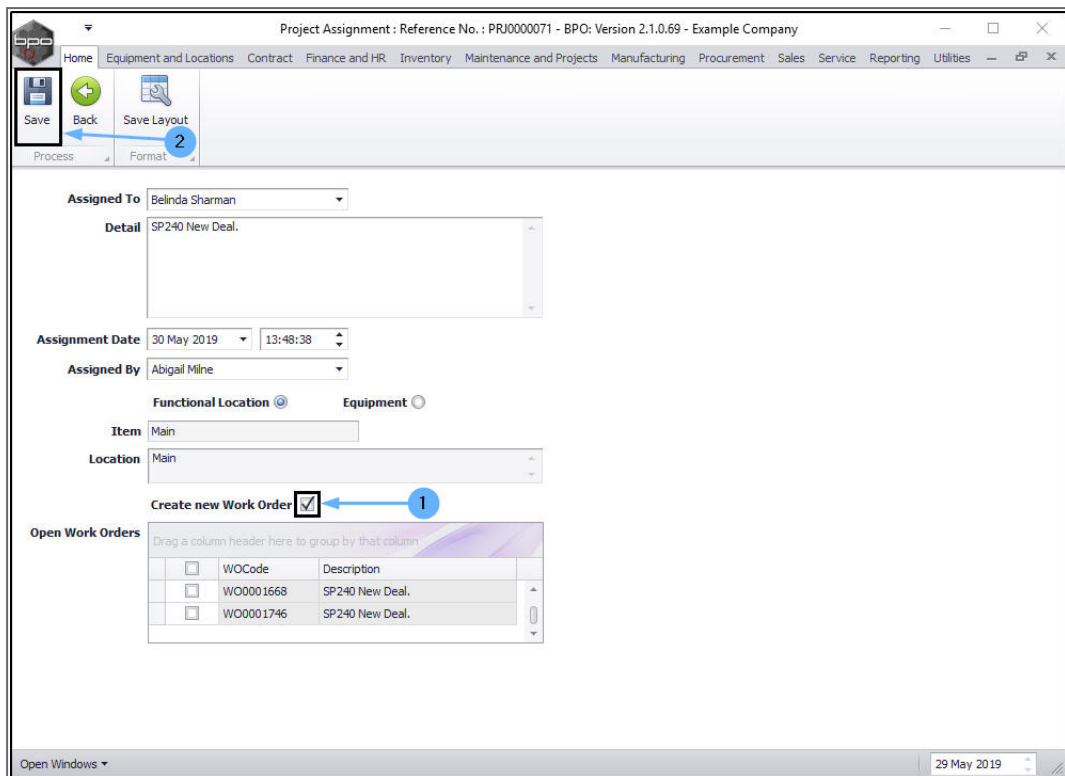 Project Assignment : Reference No. : PRJ0000071 - BPO: Version 2.1.0.69 - Example Company
bpo
Home Equipment and Locations Contract Finance and HR Inventory Maintenance and Projects Manufacturing Procurement Sales Service Reporting Utilities
Save Back Save Layout
2
Process Format
Assigned To Belinda Sharman
Detail SP240 New Deal.
Assignment Date 30 May 2019 13:48:38
Assigned By Abigail Milne
Functional Location Equipment
Item Main
Location Main
Create new Work Order 1
Open Work Orders Drag a column header here to group by that column
WOCode Description
WO0001668 SP240 New Deal.
WO0001746 SP240 New Deal.
Open Windows 29 May 2019